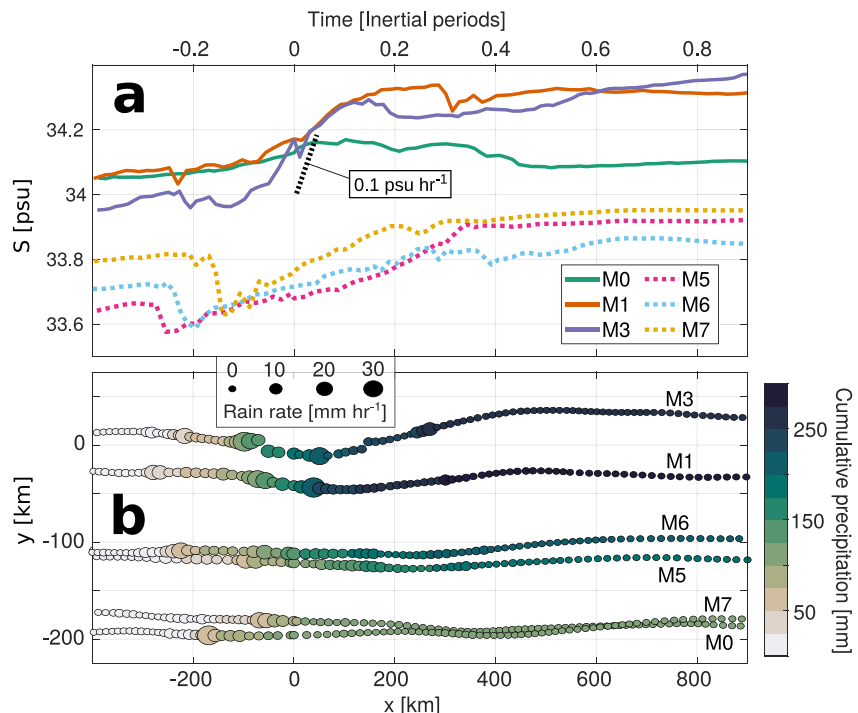 Time [Inertial periods]
-0.2 0 0.2 0.4 0.6 0.8
a
34.2
34
33.8
33.6
S [psu]
0.1 psu hr-1
M0 M5
M1 M6
M3 M7
0 10 20 30
Rain rate [mm hr-1]
b
M3
M1
M6
M5
M7
M0
0
-100
-200
y [km]
-200 0 200 400 600 800
x [km]
250
150
50
Cumulative precipitation [mm]